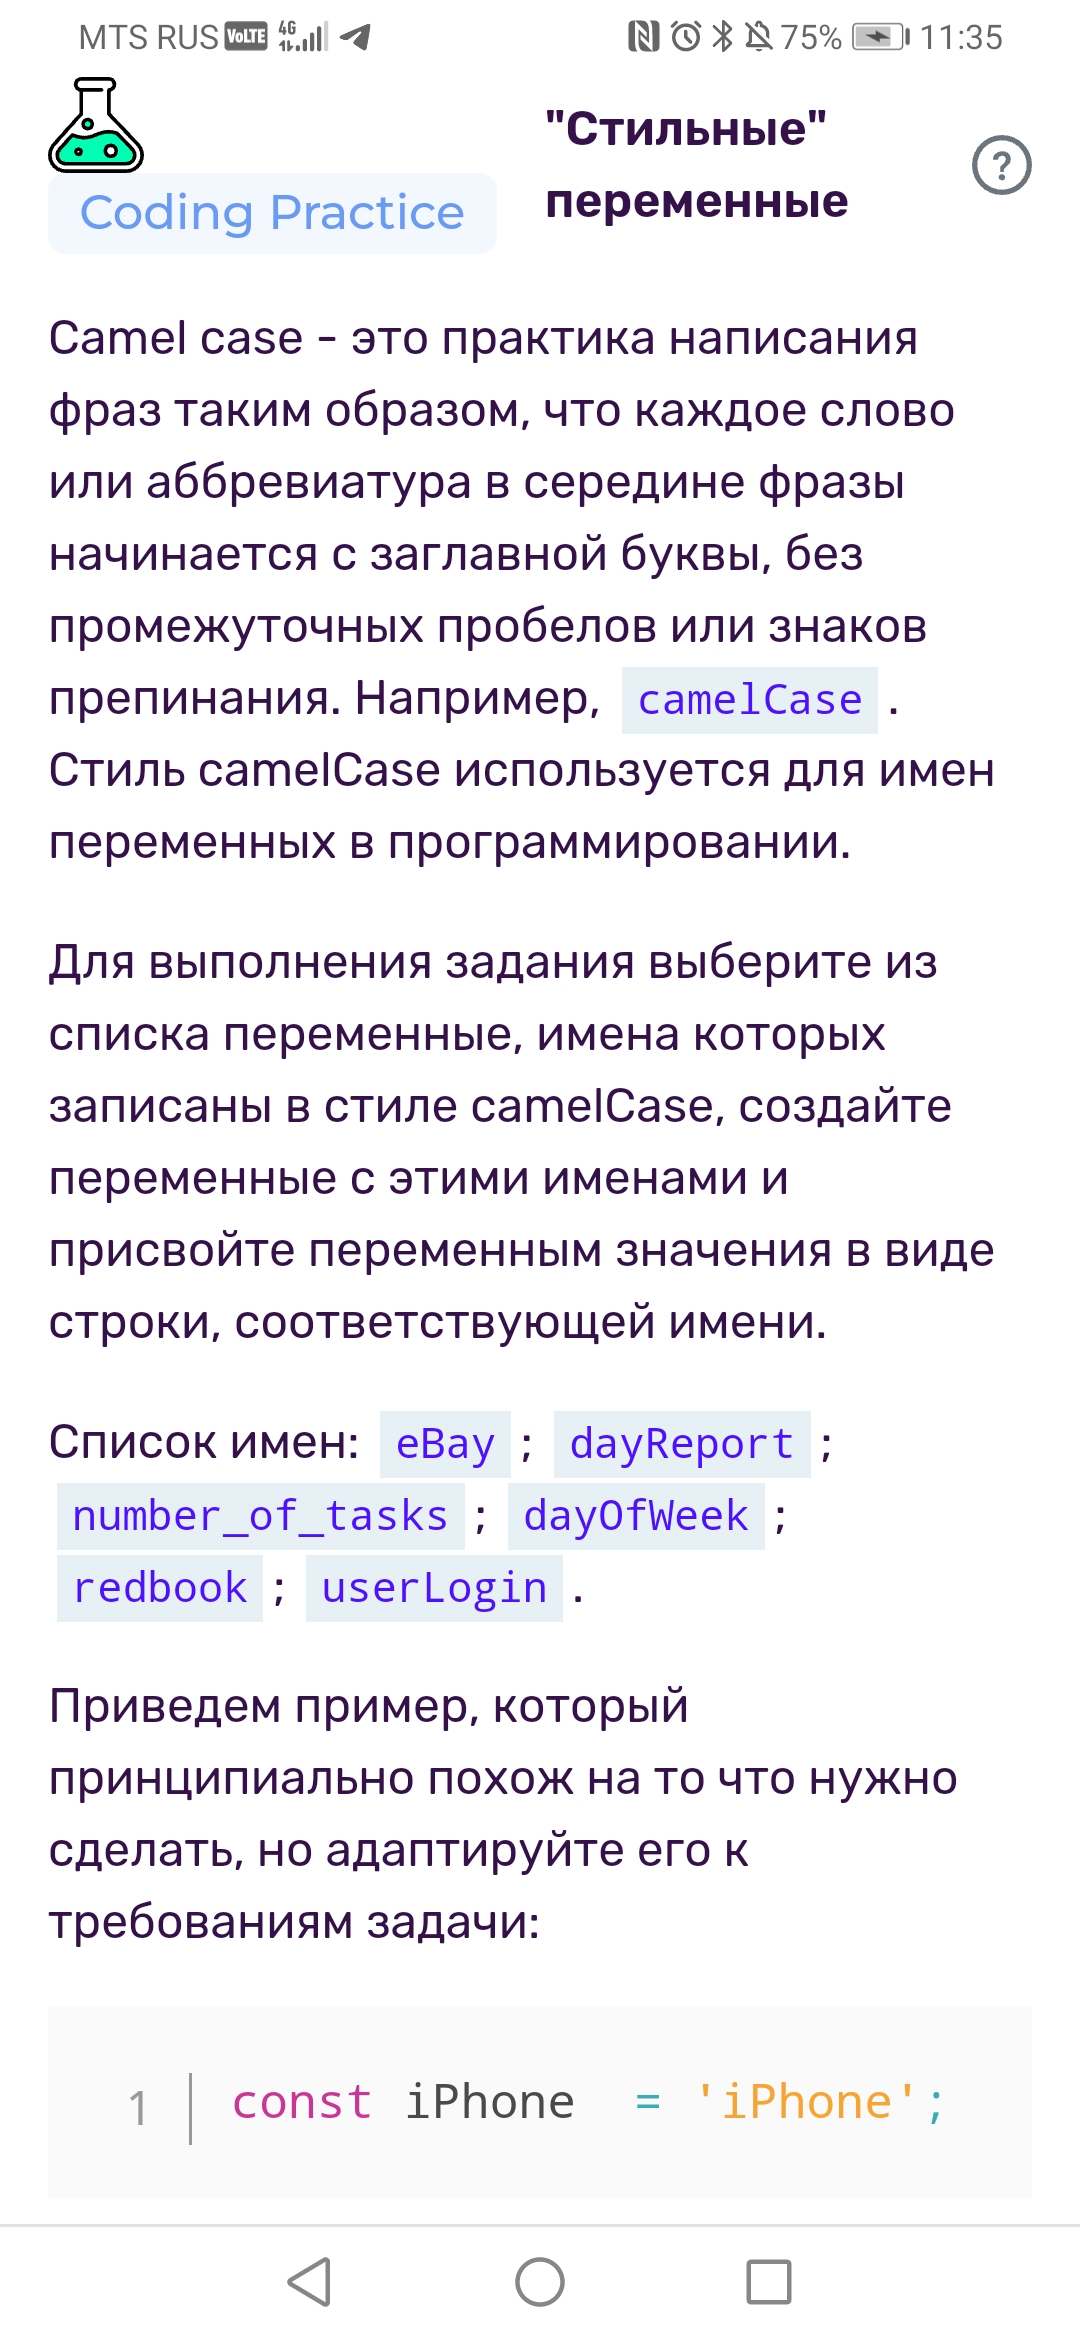 MTS RUS VoLTE 4G 75% 11:35
"Стильные"
переменные
?
Coding Practice
Camel case - это практика написания
фраз таким образом, что каждое слово
или аббревиатура в середине фразы
начинается с заглавной буквы, без
промежуточных пробелов или знаков
препинания. Например, camelCase .
Стиль camelCase используется для имен
переменных в программировании.
Для выполнения задания выберите из
списка переменные, имена которых
записаны в стиле camelCase, создайте
переменные с этими именами и
присвойте переменным значения в виде
строки, соответствующей имени.
Список имен: eBay ; dayReport ;
number_of_tasks ; dayOfWeek ;
redbook ; userLogin .
Приведем пример, который
принципиально похож на то что нужно
сделать, но адаптируйте его к
требованиям задачи:
1 const iPhone = 'iPhone';